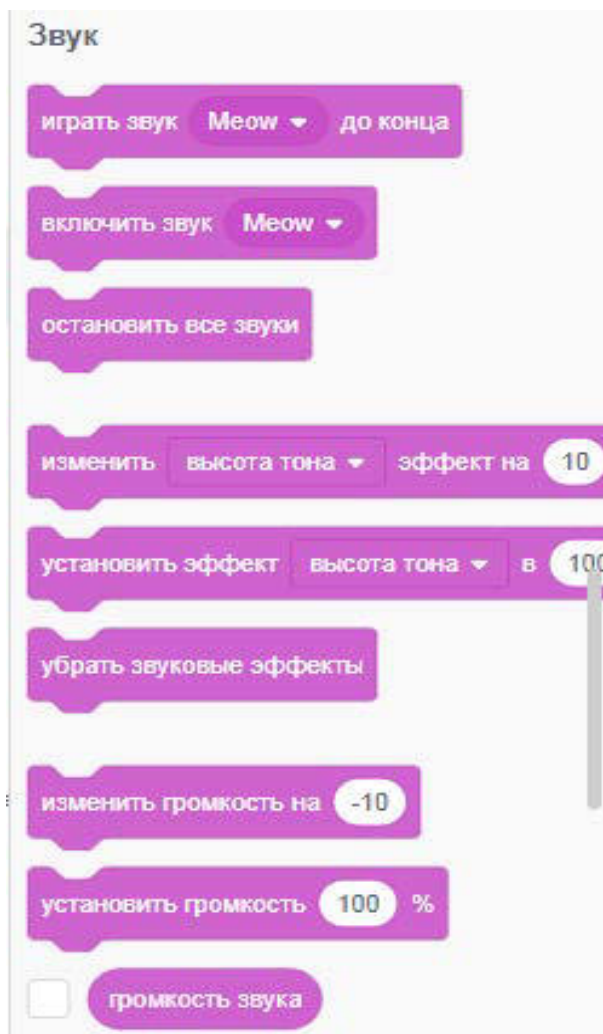 Звук
играть звук Meow до конца
включить звук Meow
остановить все звуки
изменить высота тона эффект на 10
установить эффект высота тона в 100
убрать звуковые эффекты
изменить громкость на -10
установить громкость 100 %
громкость звука